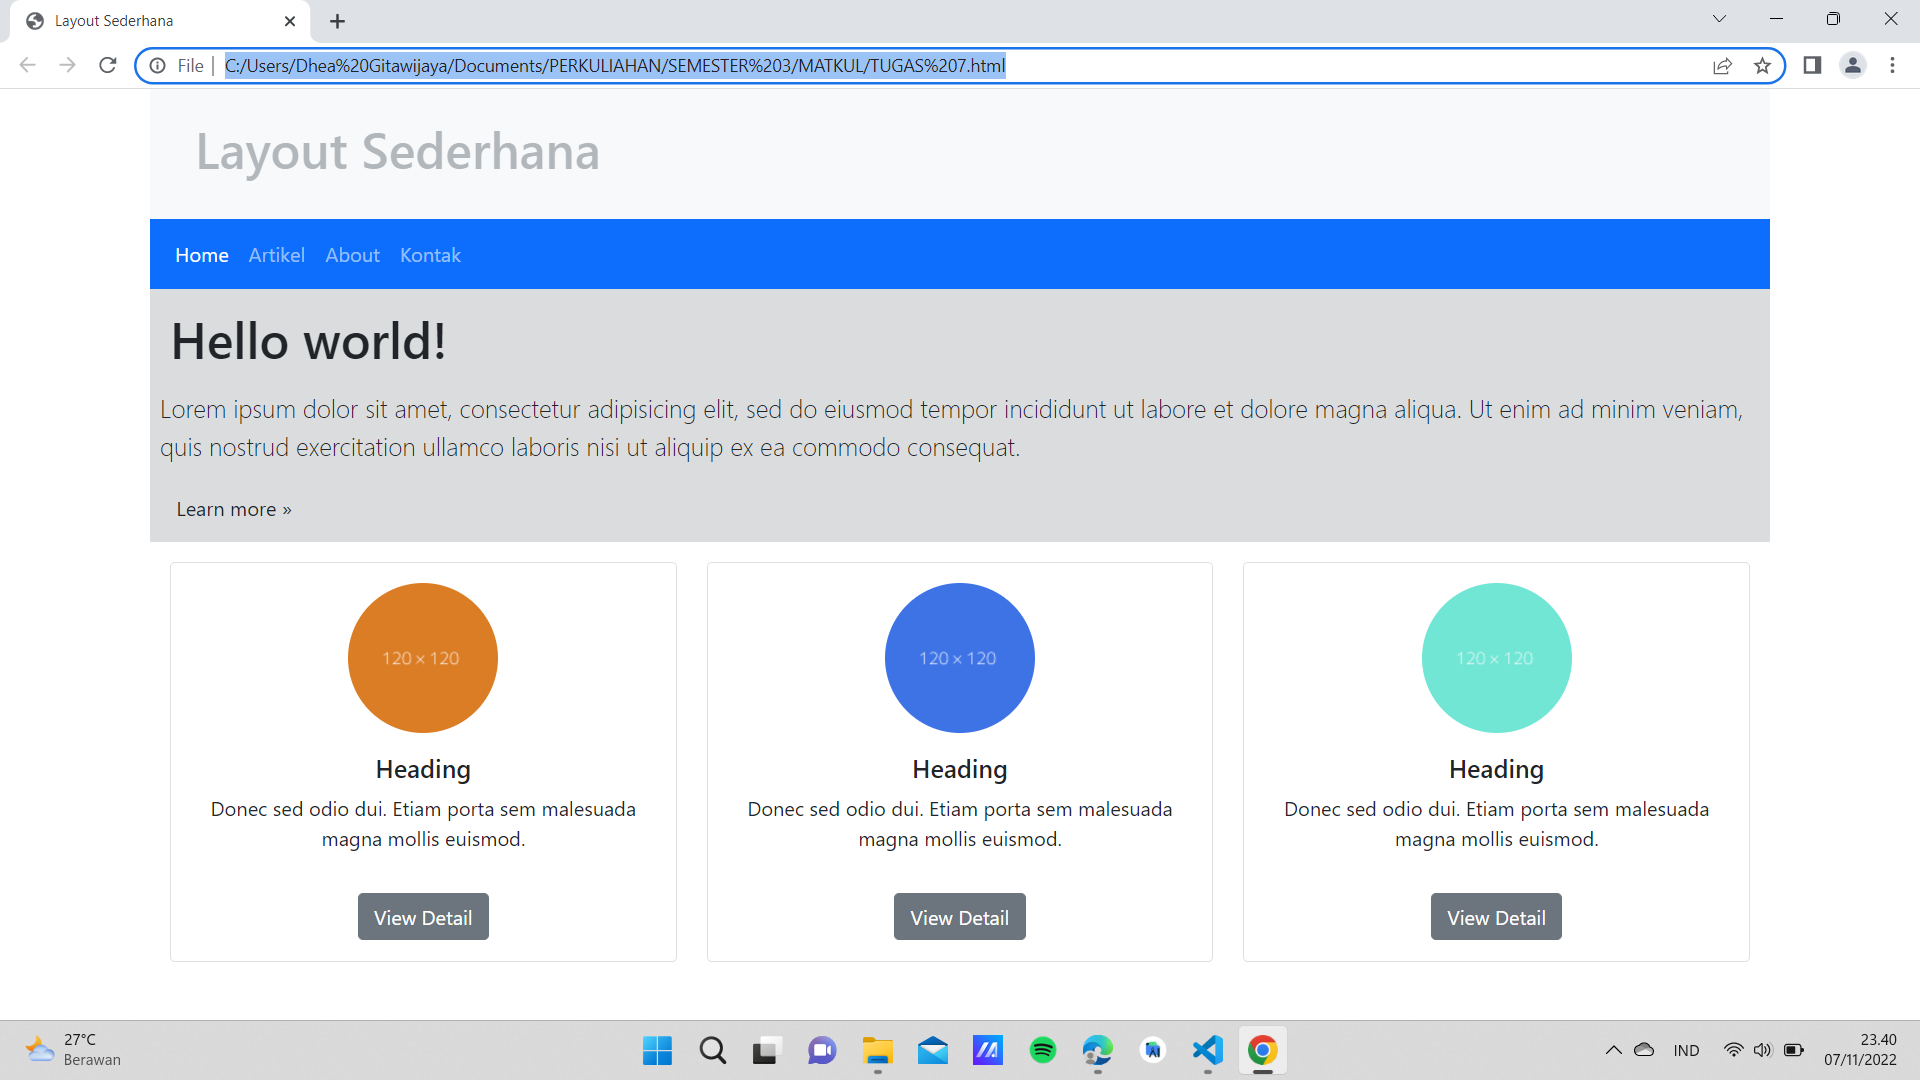 Layout Sederhana
File
C:/Users/Dhea%20Gitawijaya/Documents/PERKULIAHAN/SEMESTER%203/MATKUL/TUGAS%207.html
Layout Sederhana
Home Artikel About Kontak
Hello world!
Lorem ipsum dolor sit amet, consectetur adipisicing elit, sed do eiusmod tempor incididunt ut labore et dolore magna aliqua. Ut enim ad minim veniam,
quis nostrud exercitation ullamco laboris nisi ut aliquip ex ea commodo consequat.
Learn more »
120 × 120
Heading
Donec sed odio dui. Etiam porta sem malesuada
magna mollis euismod.
View Detail
120 × 120
Heading
Donec sed odio dui. Etiam porta sem malesuada
magna mollis euismod.
View Detail
120 × 120
Heading
Donec sed odio dui. Etiam porta sem malesuada
magna mollis euismod.
View Detail
27°C
Berawan
IND
23.40
07/11/2022